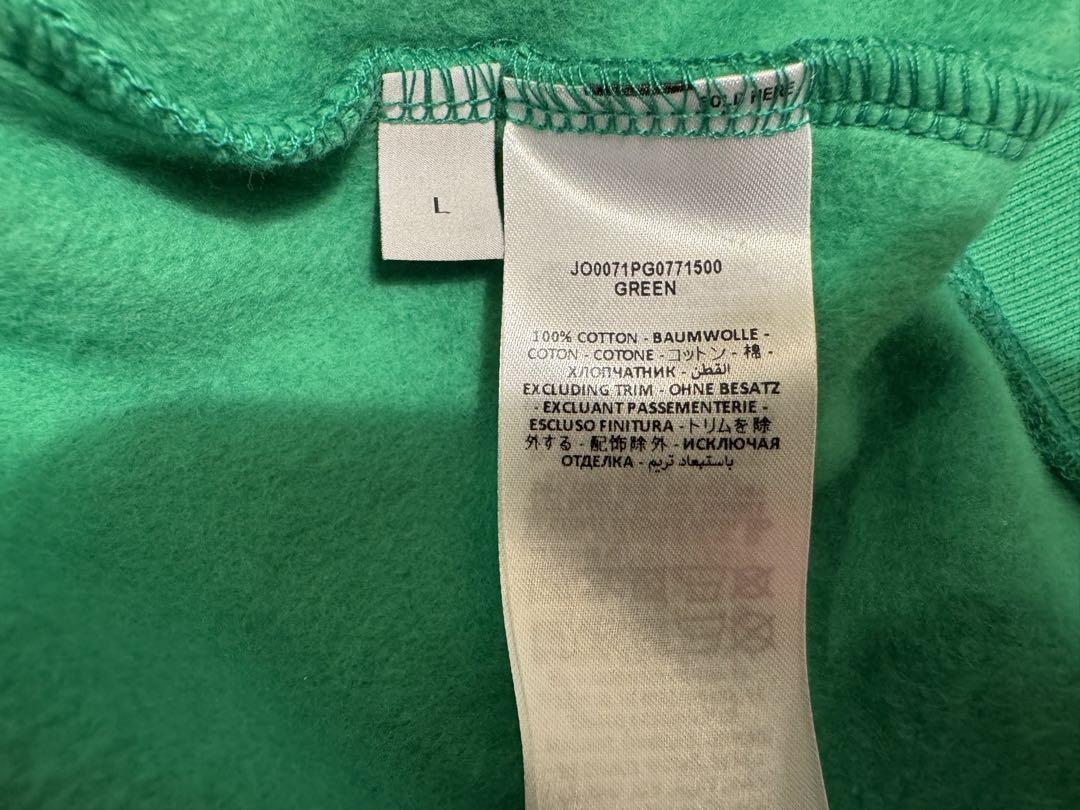 FOLD HERE
L
JO0071PG0771500
GREEN
100% COTTON - BAUMWOLLE -
COTON - COTONE - コットン - 棉 -
ХЛОПЧАТНИК - القطن
EXCLUDING TRIM - OHNE BESATZ
- EXCLUANT PASSEMENTERIE -
ESCLUSO FINITURA - トリムを除
外する - 配饰除外 - ИСКЛЮЧАЯ
ОТДЕЛКА - باستبعاد تريم